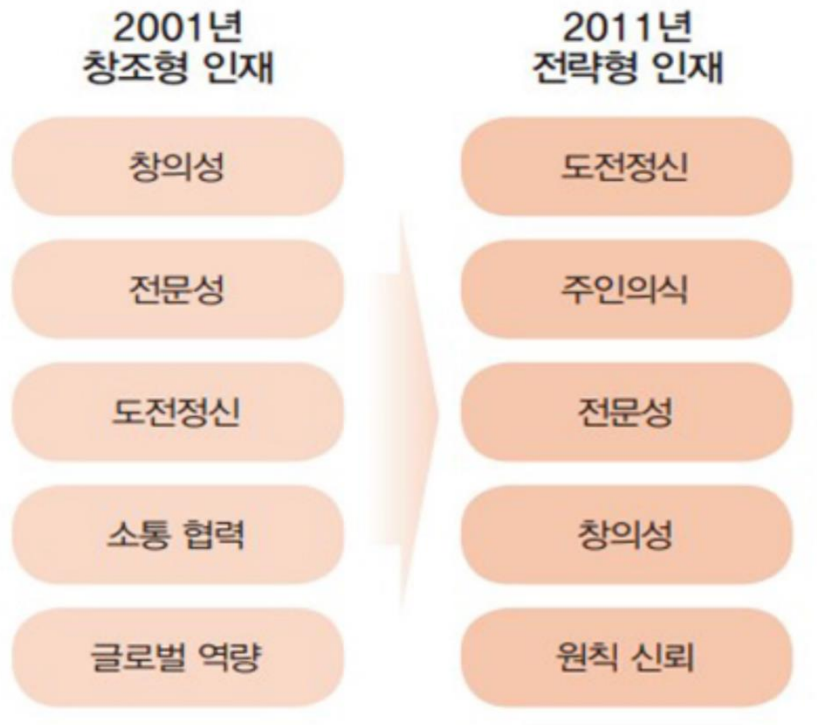 2001년
창조형 인재
창의성
전문성
도전정신
소통 협력
글로벌 역량
2011년
전략형 인재
도전정신
주인의식
전문성
창의성
원칙 신뢰